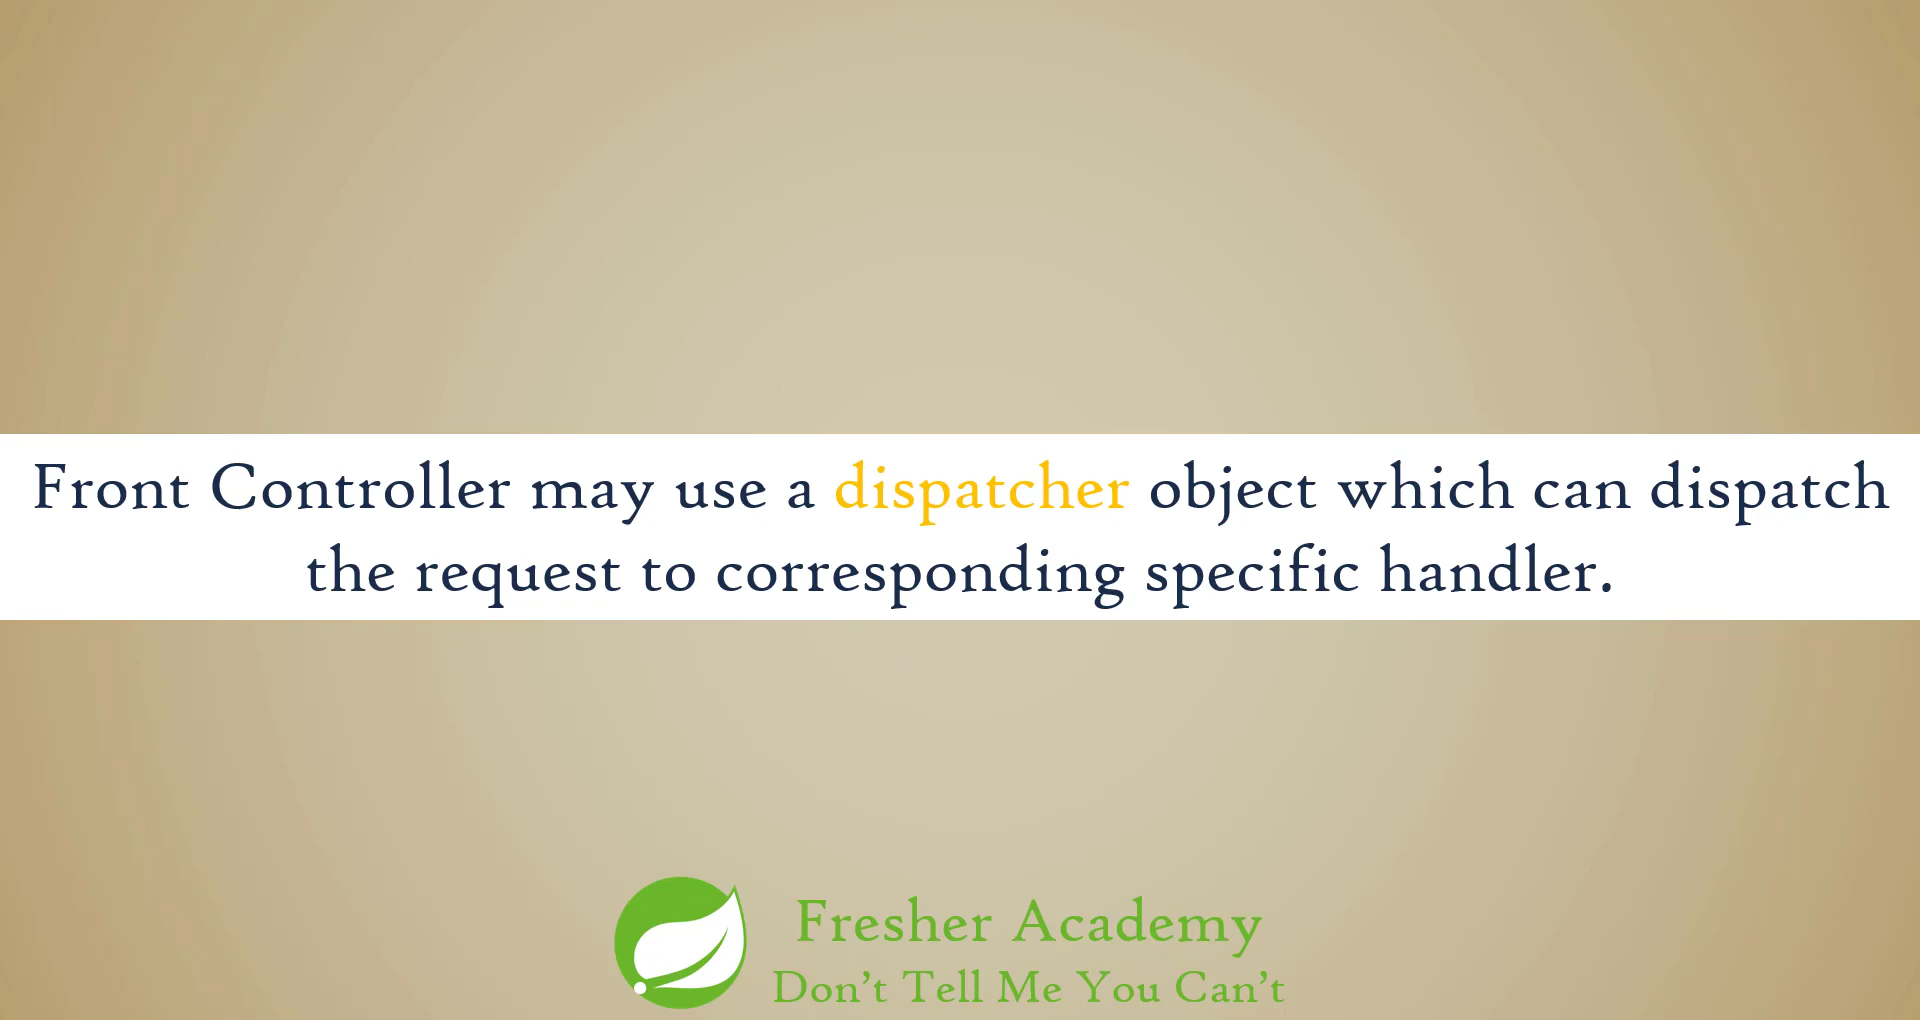 Front Controller may use a dispatcher object which can dispatch
the request to corresponding specific handler.
Fresher Academy
Don't Tell Me You Can't